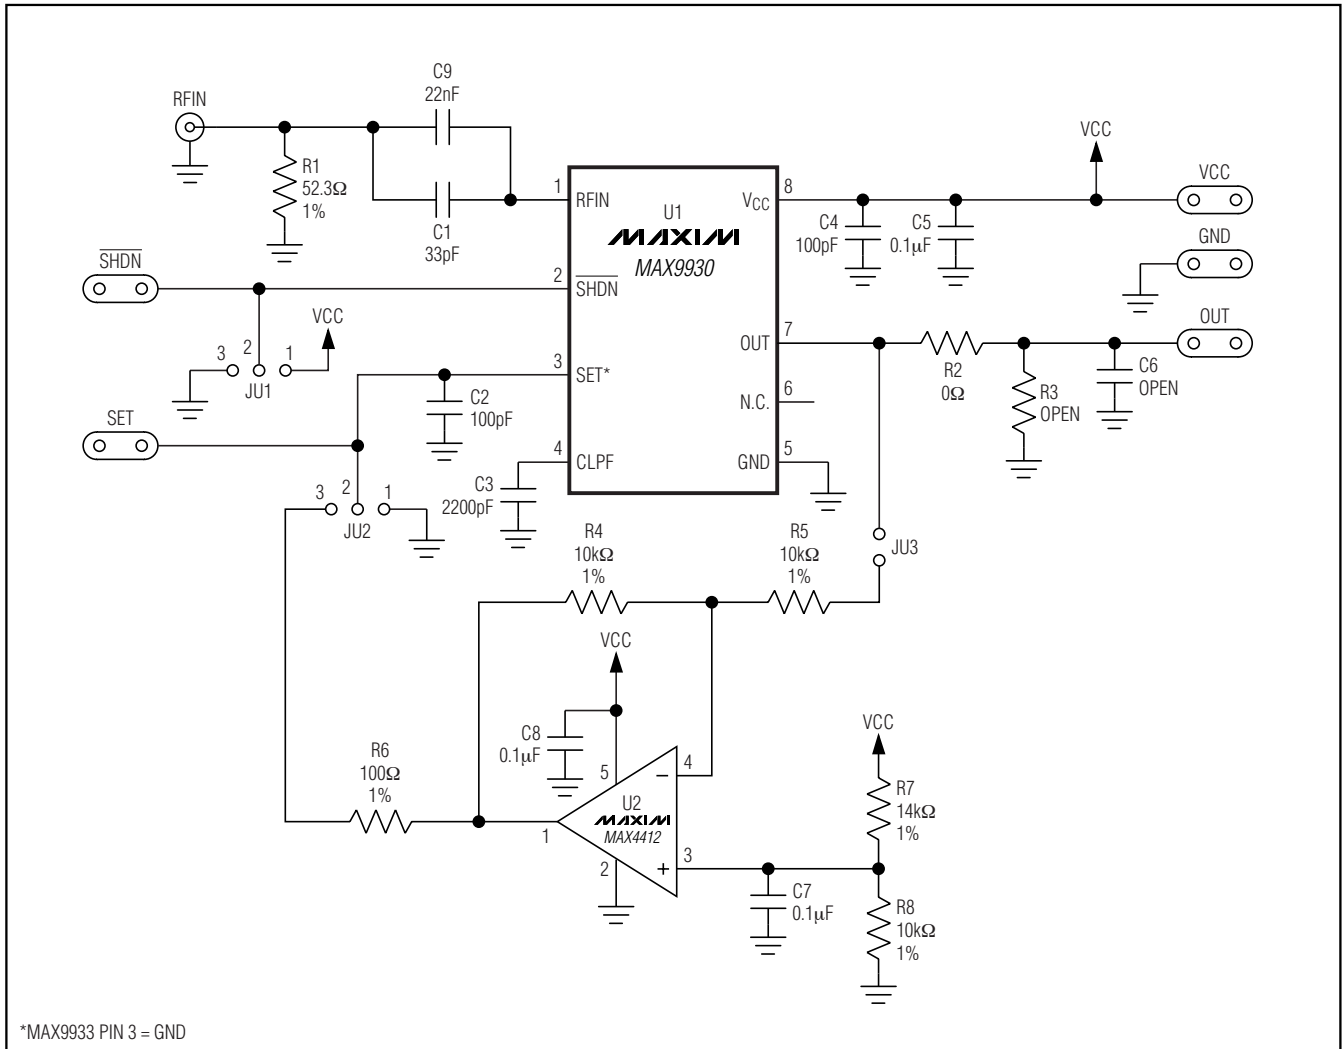 RFIN
C9
22nF
R1
52.3Ω
1%
C1
33pF
1
RFIN
U1
MAXIM
MAX9930
VCC
8
C4
100pF
C5
0.1µF
VCC
VCC
GND
SHDN
2
SHDN
VCC
3
2
1
JU1
OUT
7
R2
0Ω
R3
OPEN
C6
OPEN
OUT
3
SET*
C2
100pF
N.C.
6
SET
4
CLPF
C3
2200pF
GND
5
3
2
1
JU2
R4
10kΩ
1%
R5
10kΩ
1%
JU3
VCC
C8
0.1µF
5
4
−
U2
MAXIM
MAX4412
R6
100Ω
1%
1
2
+
3
C7
0.1µF
VCC
R7
14kΩ
1%
R8
10kΩ
1%
*MAX9933 PIN 3 = GND